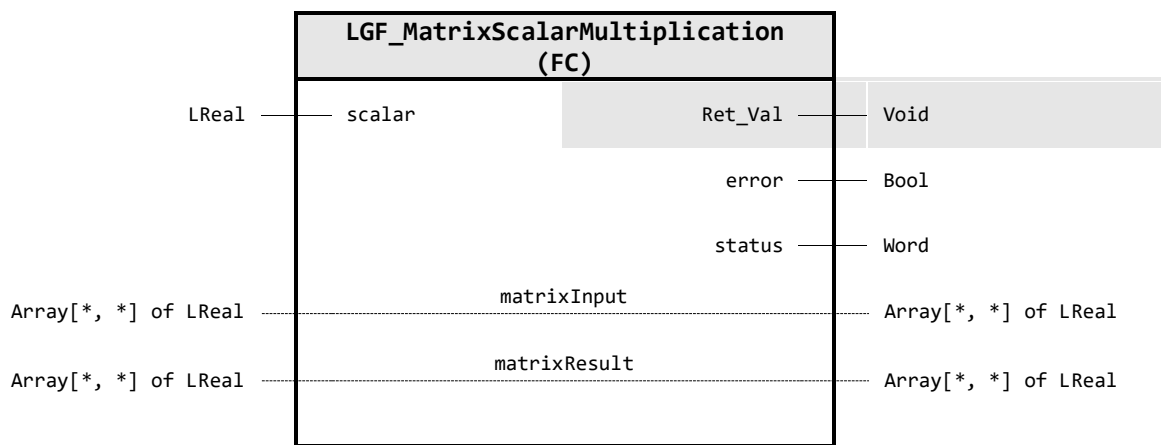 LGF_MatrixScalarMultiplication
(FC)
LReal scalar Ret_Val Void
error Bool
status Word
matrixInput
Array[*, *] of LReal Array[*, *] of LReal
matrixResult
Array[*, *] of LReal Array[*, *] of LReal